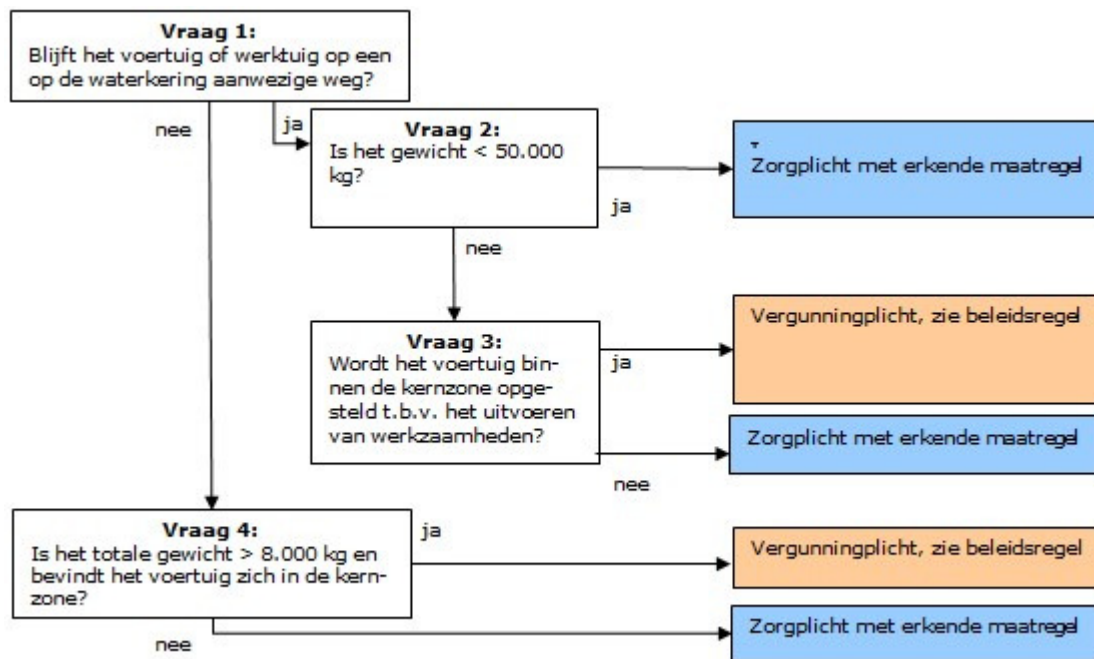 Vraag 1:
Blijft het voertuig of werktuig op een
op de waterkering aanwezige weg?
nee
ja
Vraag 2:
Is het gewicht < 50.000
kg?
ja
Zorgplicht met erkende maatregel
nee
Vraag 3:
Wordt het voertuig bin-
nen de kernzone opge-
steld t.b.v. het uitvoeren
van werkzaamheden?
ja
Vergunningplicht, zie beleidsregel
nee
Zorgplicht met erkende maatregel
Vraag 4:
Is het totale gewicht > 8.000 kg en
bevindt het voertuig zich in de kern-
zone?
ja
Vergunningplicht, zie beleidsregel
nee
Zorgplicht met erkende maatregel